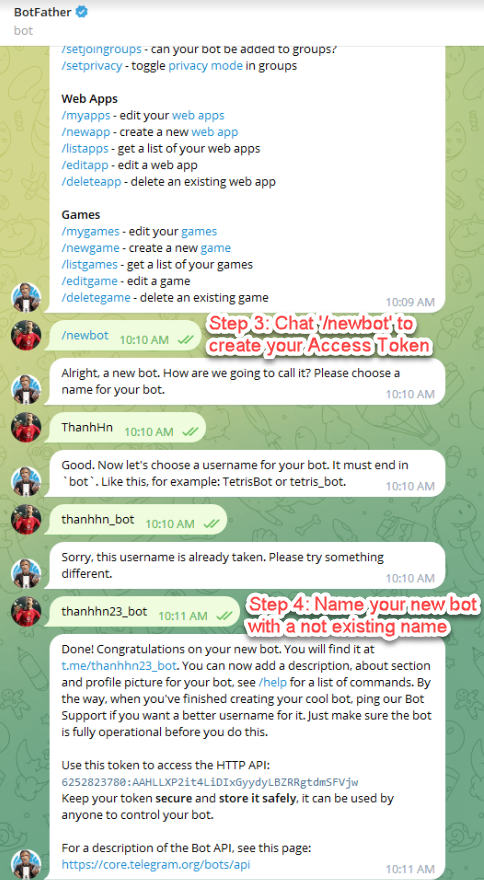 BotFather
bot
/setjoingroups - can your bot be added to groups?
/setprivacy - toggle privacy mode in groups
Web Apps
/myapps - edit your web apps
/newapp - create a new web app
/listapps - get a list of your web apps
/editapp - edit a web app
/deleteapp - delete an existing web app
Games
/mygames - edit your games
/newgame - create a new game
/listgames - get a list of your games
/editgame - edit a game
/deletegame - delete an existing game
10:09 AM
/newbot 10:10 AM
Step 3: Chat '/newbot' to
create your Access Token
Alright, a new bot. How are we going to call it? Please choose a
name for your bot.
10:10 AM
ThanhHn 10:10 AM
Good. Now let's choose a username for your bot. It must end in
`bot`. Like this, for example: TetrisBot or tetris_bot.
10:10 AM
thanhhn_bot 10:10 AM
Sorry, this username is already taken. Please try something
different.
10:10 AM
thanhhn23_bot 10:11 AM
Step 4: Name your new bot
with a not existing name
Done! Congratulations on your new bot. You will find it at
t.me/thanhhn23_bot. You can now add a description, about section
and profile picture for your bot, see /help for a list of commands. By
the way, when you've finished creating your cool bot, ping our Bot
Support if you want a better username for it. Just make sure the bot
is fully operational before you do this.
Use this token to access the HTTP API:
6252823780:AAHLLXP2it4LiDIxGyydyLBZRRgtdmSFVjw
Keep your token secure and store it safely, it can be used by
anyone to control your bot.
For a description of the Bot API, see this page:
https://core.telegram.org/bots/api
10:11 AM